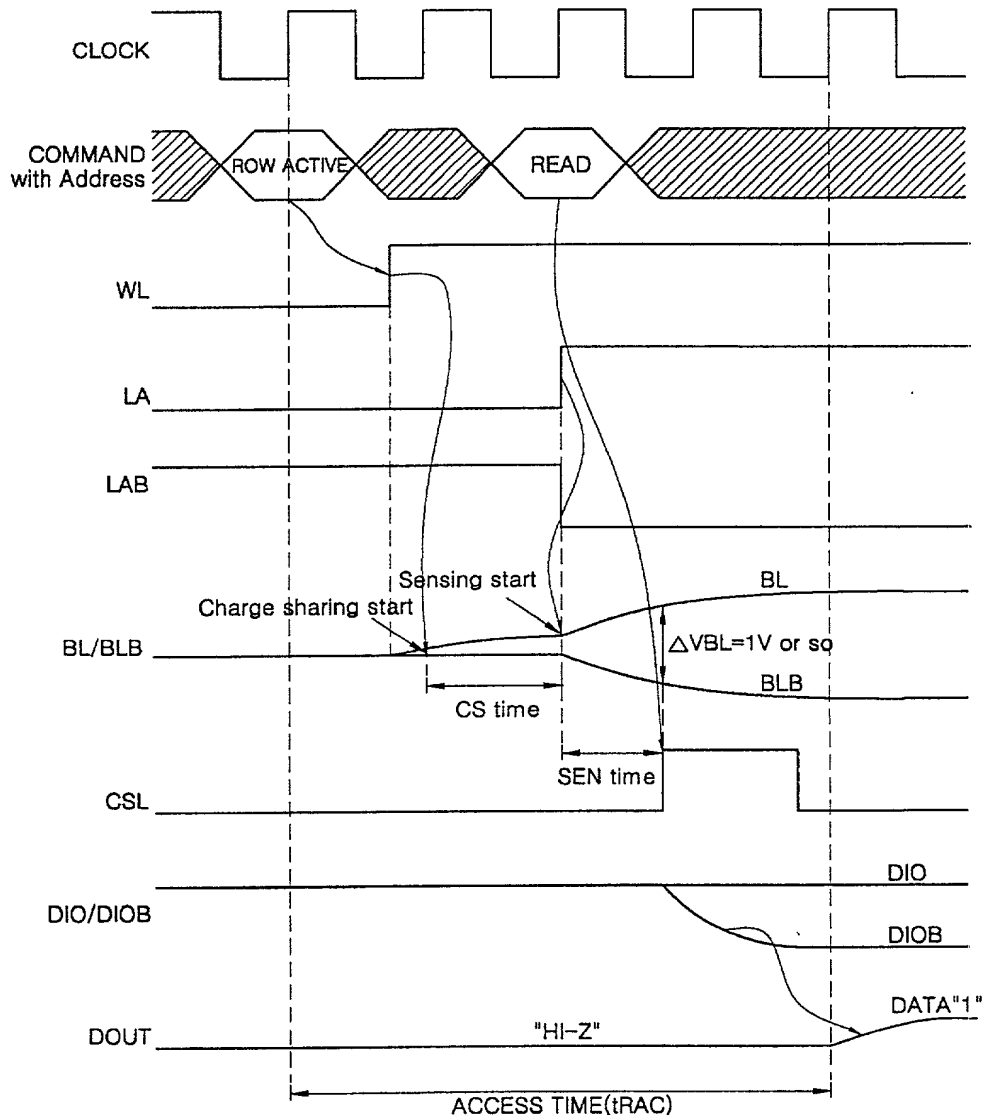 CLOCK
COMMAND
with Address
ROW ACTIVE
READ
WL
LA
LAB
Sensing start
Charge sharing start
BL
BL/BLB
△VBL=1V or so
BLB
CS time
SEN time
CSL
DIO
DIO/DIOB
DIOB
DATA"1"
"HI-Z"
DOUT
ACCESS TIME(tRAC)